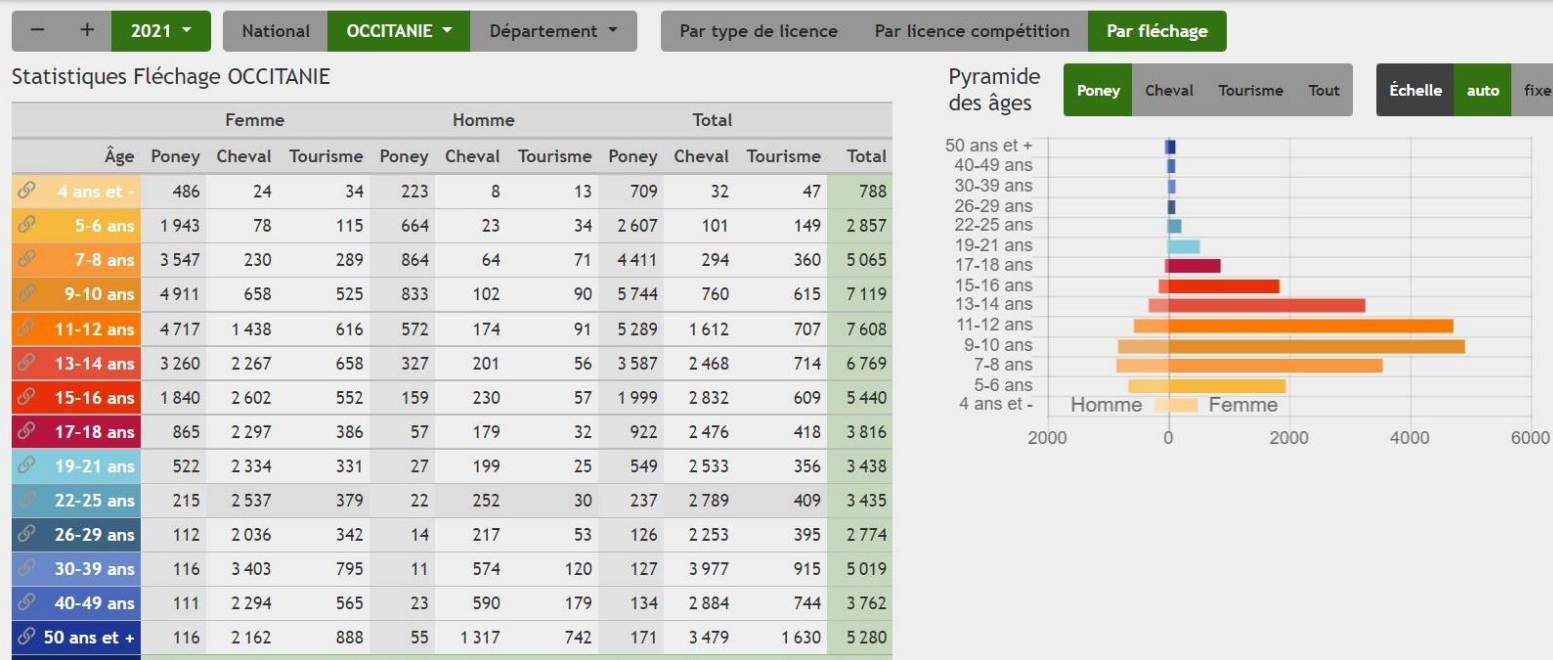 − + 2021 National OCCITANIE Département Par type de licence Par licence compétition Par fléchage
Statistiques Fléchage OCCITANIE
Femme Homme Total
Âge Poney Cheval Tourisme Poney Cheval Tourisme Poney Cheval Tourisme Total
4 ans et - 486 24 34 223 8 13 709 32 47 788
5-6 ans 1 943 78 115 664 23 34 2 607 101 149 2 857
7-8 ans 3 547 230 289 864 64 71 4 411 294 360 5 065
9-10 ans 4 911 658 525 833 102 90 5 744 760 615 7 119
11-12 ans 4 717 1 438 616 572 174 91 5 289 1 612 707 7 608
13-14 ans 3 260 2 267 658 327 201 56 3 587 2 468 714 6 769
15-16 ans 1 840 2 602 552 159 230 57 1 999 2 832 609 5 440
17-18 ans 865 2 297 386 57 179 32 922 2 476 418 3 816
19-21 ans 522 2 334 331 27 199 25 549 2 533 356 3 438
22-25 ans 215 2 537 379 22 252 30 237 2 789 409 3 435
26-29 ans 112 2 036 342 14 217 53 126 2 253 395 2 774
30-39 ans 116 3 403 795 11 574 120 127 3 977 915 5 019
40-49 ans 111 2 294 565 23 590 179 134 2 884 744 3 762
50 ans et + 116 2 162 888 55 1 317 742 171 3 479 1 630 5 280
Pyramide
des âges
Poney Cheval Tourisme Tout Échelle auto fixe
50 ans et +
40-49 ans
30-39 ans
26-29 ans
22-25 ans
19-21 ans
17-18 ans
15-16 ans
13-14 ans
11-12 ans
9-10 ans
7-8 ans
5-6 ans
4 ans et - Homme Femme
2000 0 2000 4000 6000